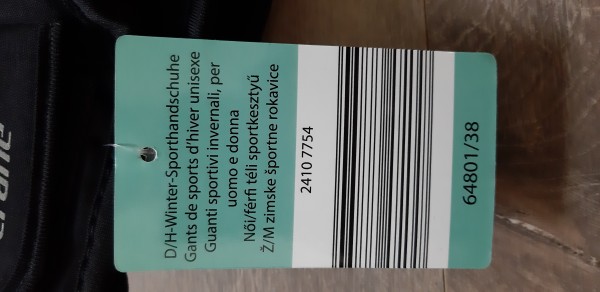 D/H-Winter-Sporthandschuhe
Gants de sports d'hiver unisexe
Guanti sportivi invernali, per
uomo e donna
Női/férfi téli sportkesztyű
Ž/M zimske športne rokavice
2410 7754
64801/38